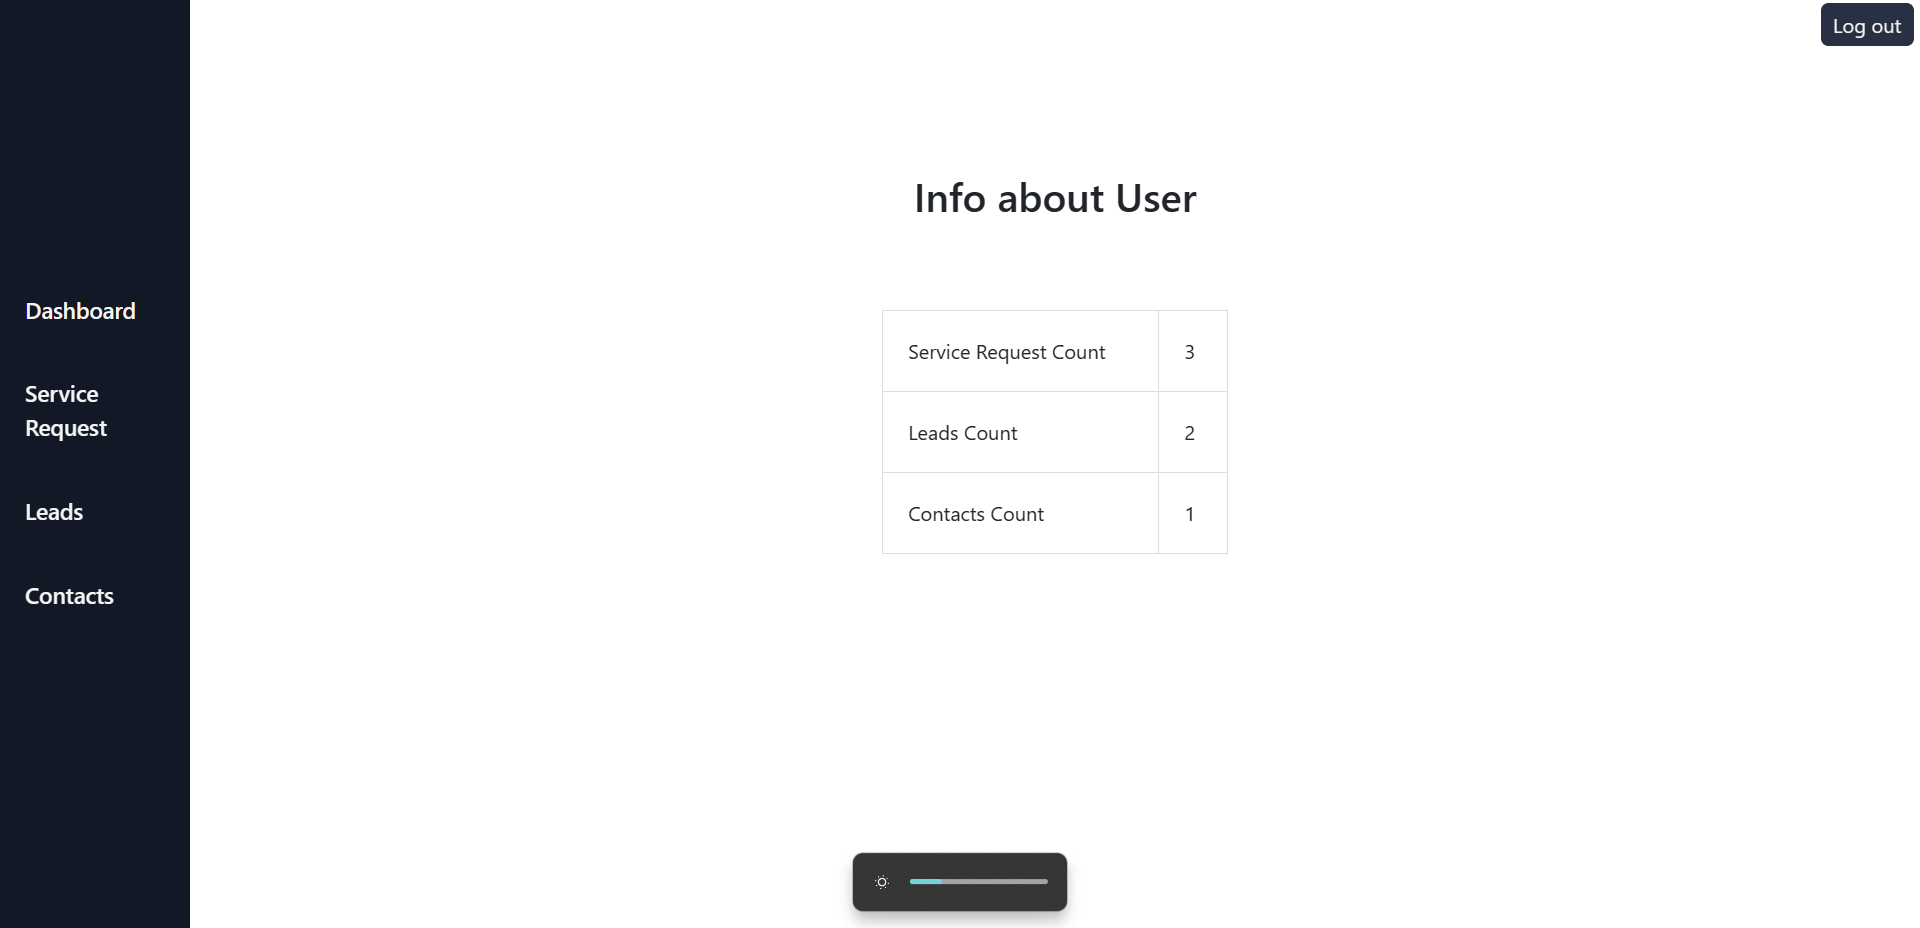 Log out
Dashboard
Service
Request
Leads
Contacts
Info about User
Service Request Count 3
Leads Count 2
Contacts Count 1